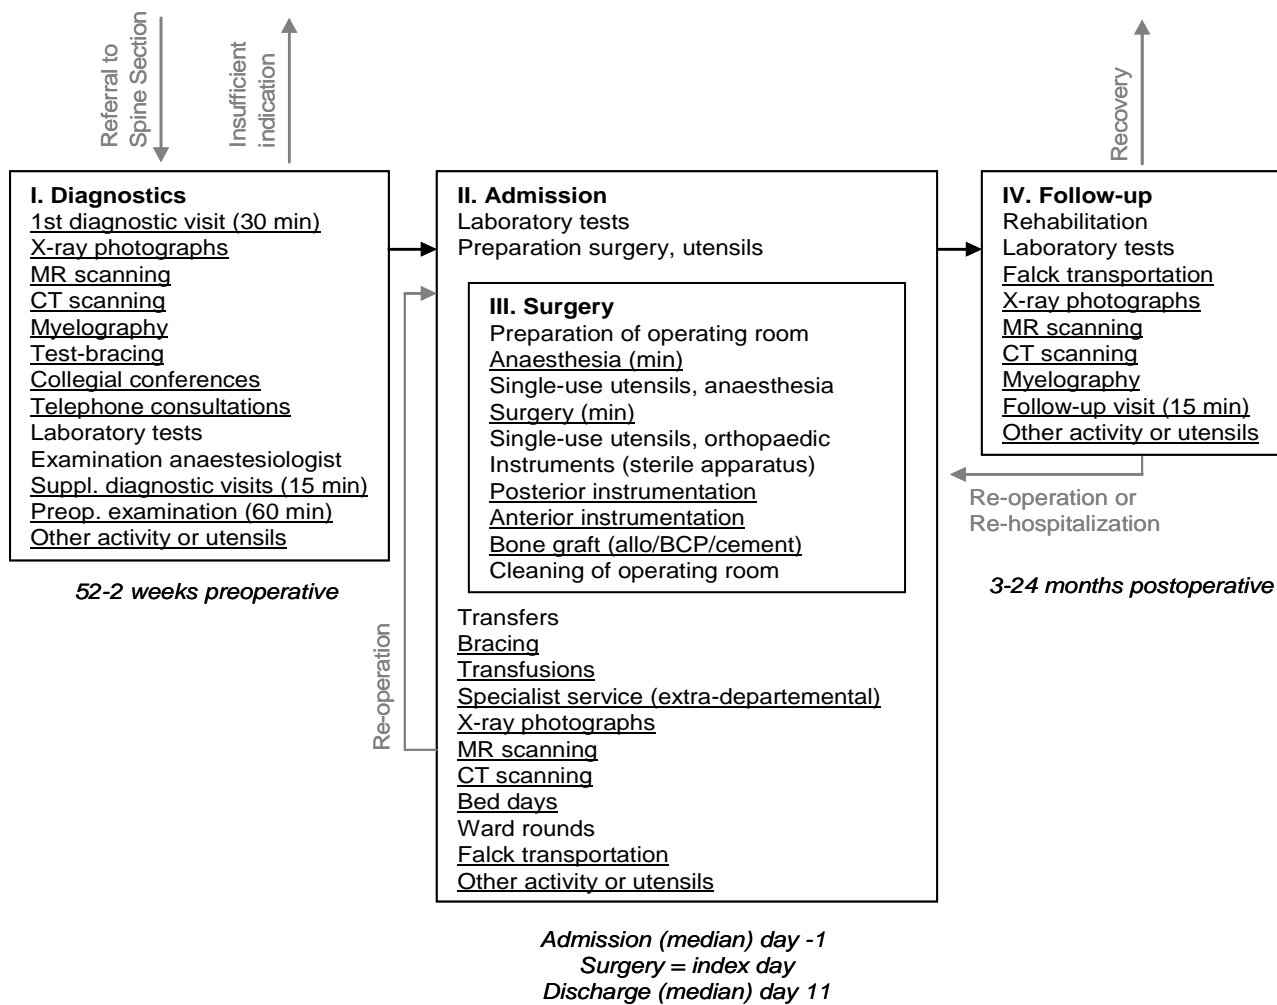 Referral to
Spine Section
Insufficient
indication
Recovery
I. Diagnostics
1st diagnostic visit (30 min)
X-ray photographs
MR scanning
CT scanning
Myelography
Test-bracing
Collegial conferences
Telephone consultations
Laboratory tests
Examination anaestesiologist
Suppl. diagnostic visits (15 min)
Preop. examination (60 min)
Other activity or utensils
52-2 weeks preoperative
Re-operation
II. Admission
Laboratory tests
Preparation surgery, utensils
III. Surgery
Preparation of operating room
Anaesthesia (min)
Single-use utensils, anaesthesia
Surgery (min)
Single-use utensils, orthopaedic
Instruments (sterile apparatus)
Posterior instrumentation
Anterior instrumentation
Bone graft (allo/BCP/cement)
Cleaning of operating room
Transfers
Bracing
Transfusions
Specialist service (extra-departemental)
X-ray photographs
MR scanning
CT scanning
Bed days
Ward rounds
Falck transportation
Other activity or utensils
Admission (median) day -1
Surgery = index day
Discharge (median) day 11
IV. Follow-up
Rehabilitation
Laboratory tests
Falck transportation
X-ray photographs
MR scanning
CT scanning
Myelography
Follow-up visit (15 min)
Other activity or utensils
Re-operation or
Re-hospitalization
3-24 months postoperative